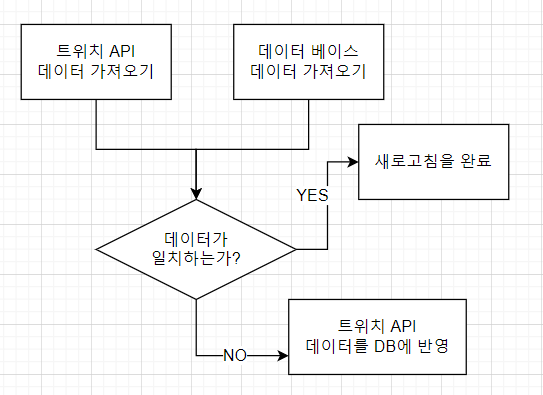 트위치 API
데이터 가져오기
데이터 베이스
데이터 가져오기
새로고침을 완료
YES
데이터가
일치하는가?
트위치 API
데이터를 DB에 반영
NO